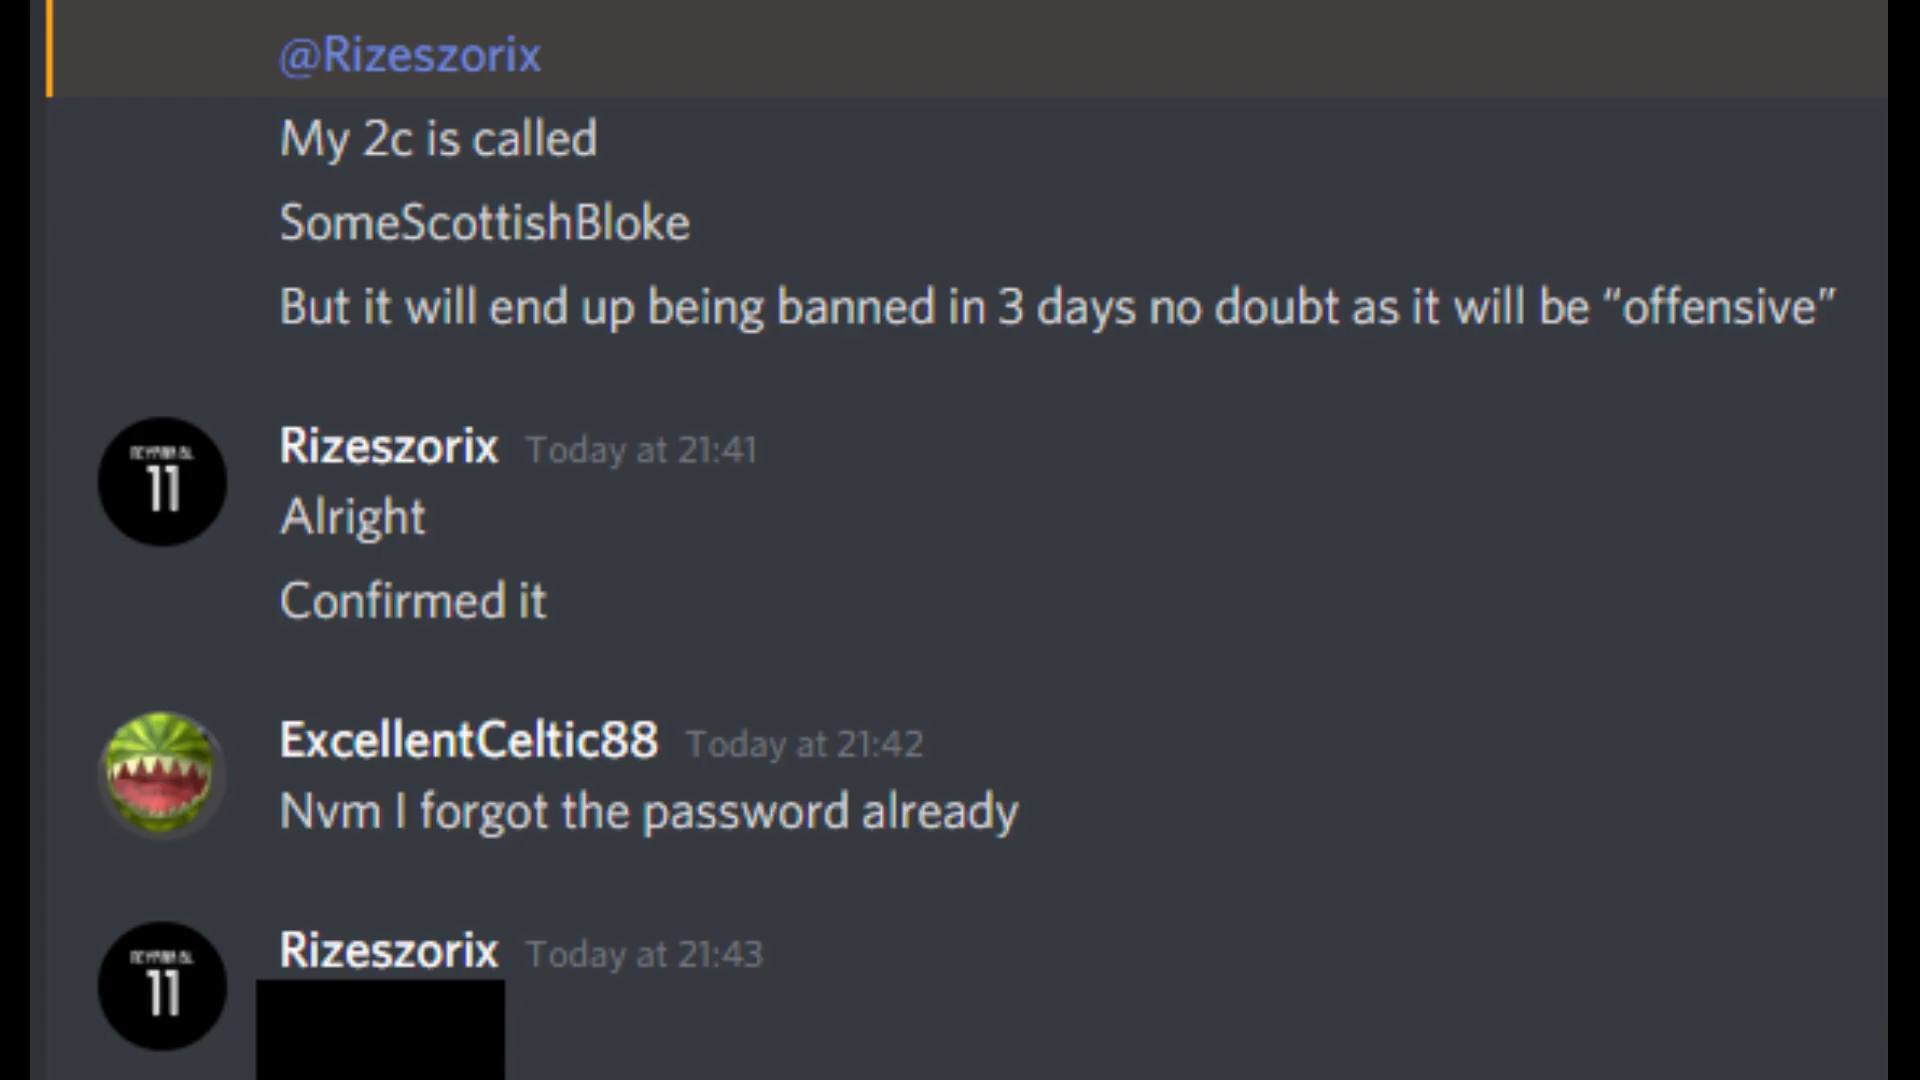 @Rizeszorix
My 2c is called
SomeScottishBloke
But it will end up being banned in 3 days no doubt as it will be “offensive”
Rizeszorix Today at 21:41
11
Alright
Confirmed it
ExcellentCeltic88 Today at 21:42
Nvm I forgot the password already
Rizeszorix Today at 21:43
11